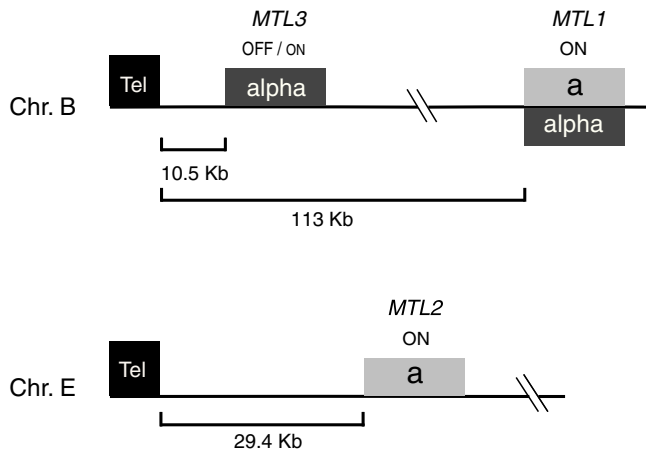 MTL3
MTL1
OFF / ON
ON
Tel
alpha
a
Chr. B
alpha
10.5 Kb
113 Kb
MTL2
ON
Tel
a
Chr. E
29.4 Kb